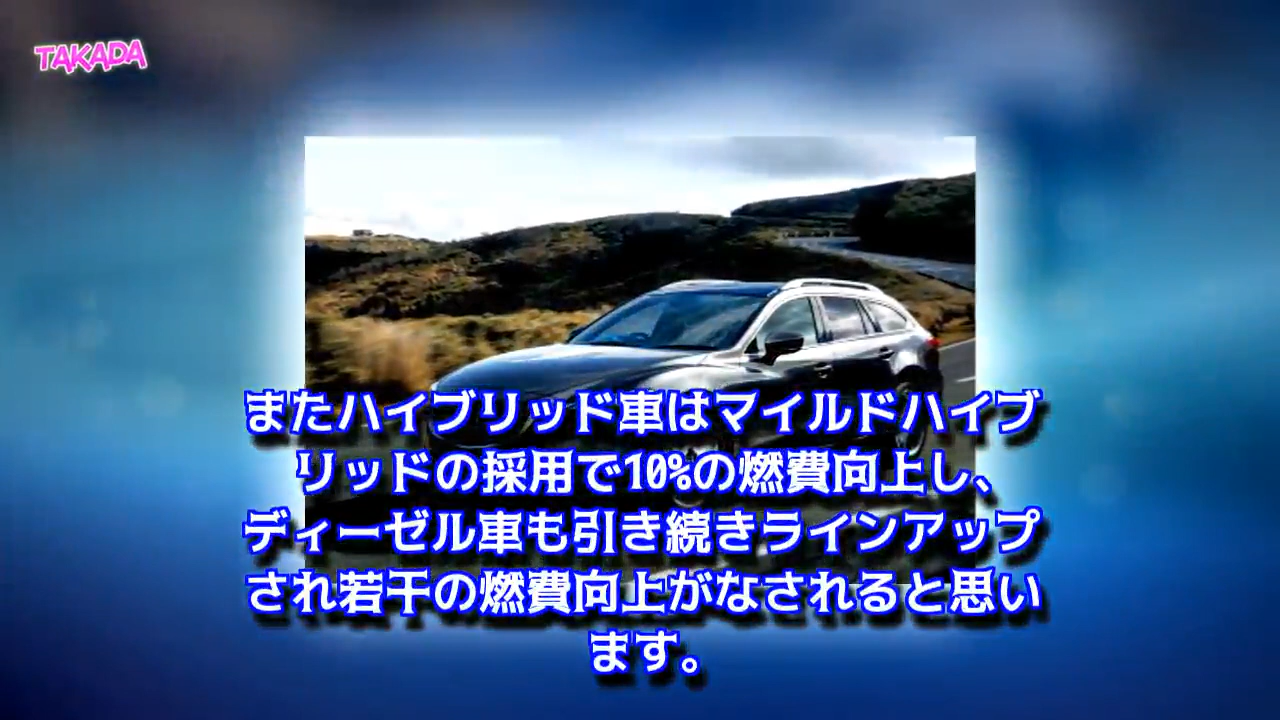 TAKADA
またハイブリッド車はマイルドハイブ
リッドの採用で10%の燃費向上し、
ディーゼル車も引き続きラインアップ
され若干の燃費向上がなされると思い
ます。